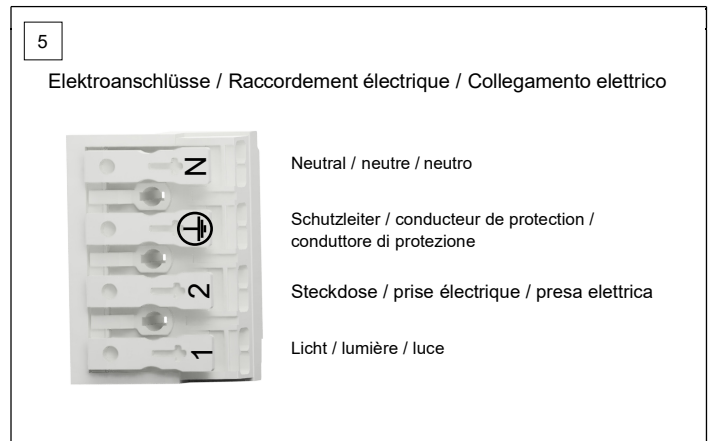 5
Elektroanschlüsse / Raccordement électrique / Collegamento elettrico
N
Neutral / neutre / neutro
Schutzleiter / conducteur de protection /
conduttore di protezione
2
Steckdose / prise électrique / presa elettrica
1
Licht / lumière / luce